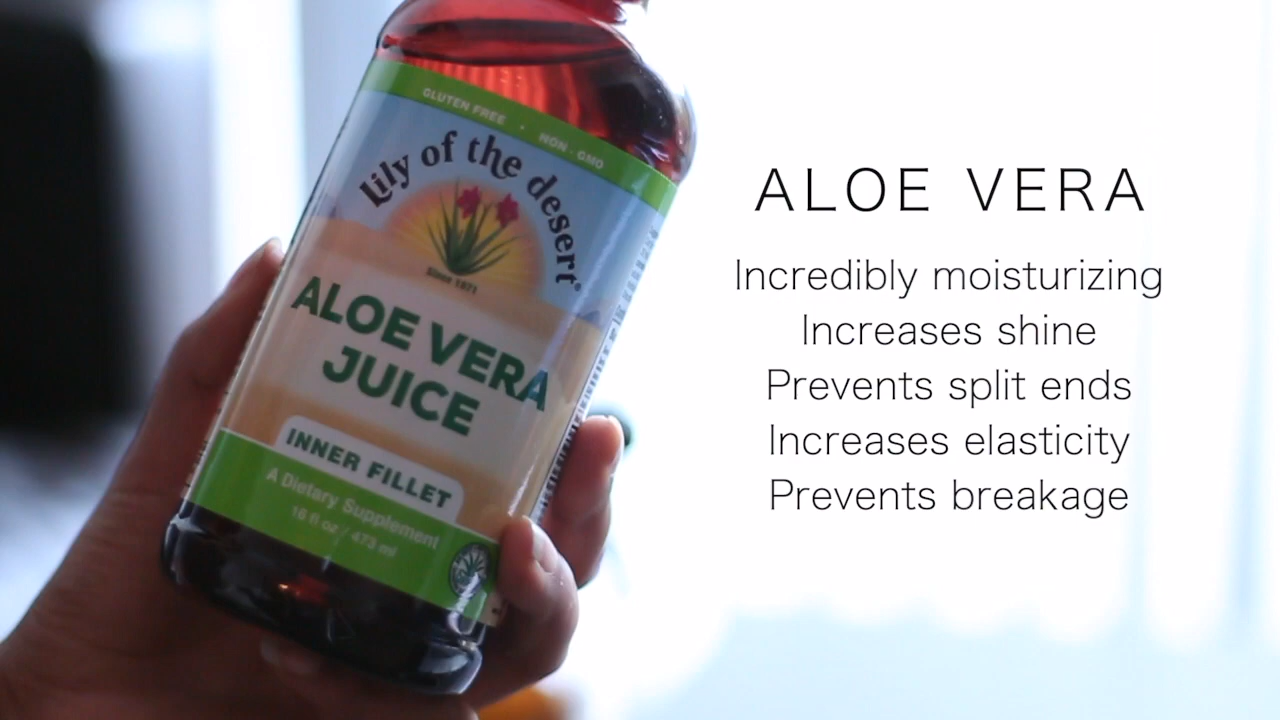 GLUTEN FREE · NON-GMO
lily of the desert®
Since 1971
ALOE VERA
JUICE
INNER FILLET
A Dietary Supplement
16 fl oz / 473 ml
ALOE VERA
Incredibly moisturizing
Increases shine
Prevents split ends
Increases elasticity
Prevents breakage